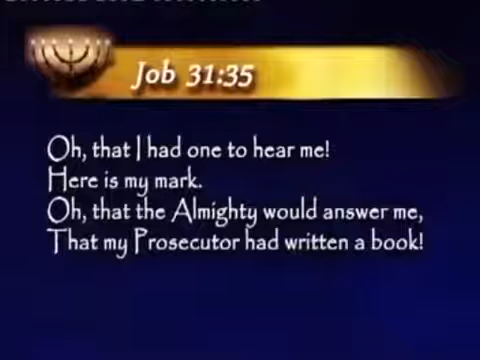 Job 31:35
Oh, that I had one to hear me!
Here is my mark.
Oh, that the Almighty would answer me,
That my Prosecutor had written a book!